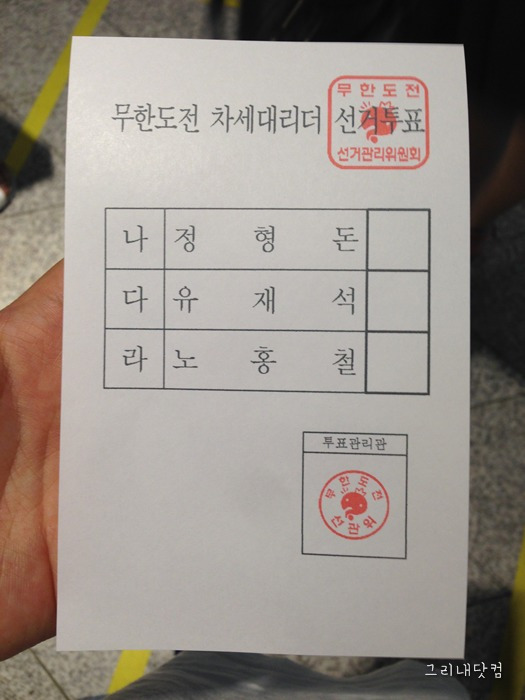 무한도전
무한도전 차세대리더 선거투표
선거관리위원회
나 정 형 돈
다 유 재 석
라 노 홍 철
투표관리관
무한도전
선관위
그리내닷컴